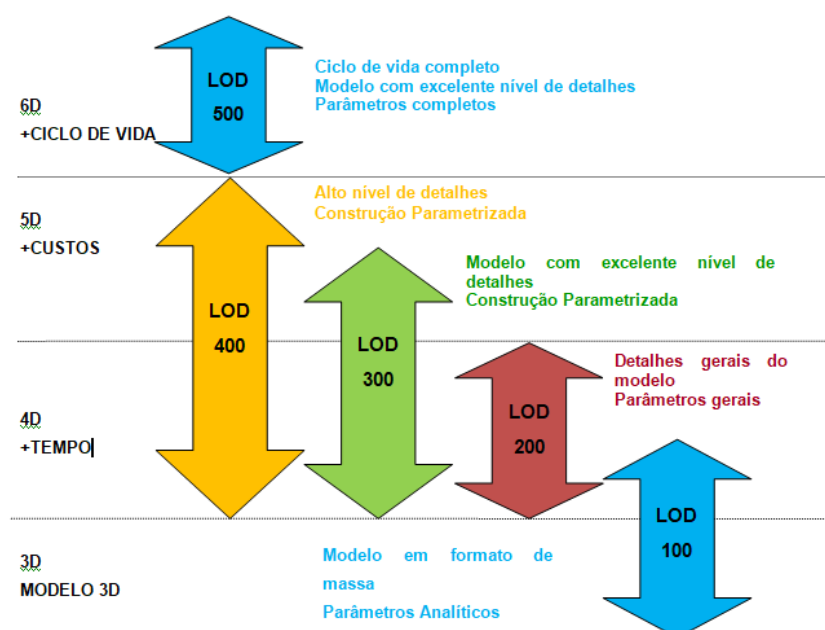 LOD
500
Ciclo de vida completo
Modelo com excelente nível de detalhes
Parâmetros completos
6D
+CICLO DE VIDA
Alto nível de detalhes
Construção Parametrizada
5D
+CUSTOS
Modelo com excelente nível de
detalhes
Construção Parametrizada
LOD
400
LOD
300
Detalhes gerais do
modelo
Parâmetros gerais
4D
+TEMPO
LOD
200
LOD
100
3D
MODELO 3D
Modelo em formato de
massa
Parâmetros Analiticos